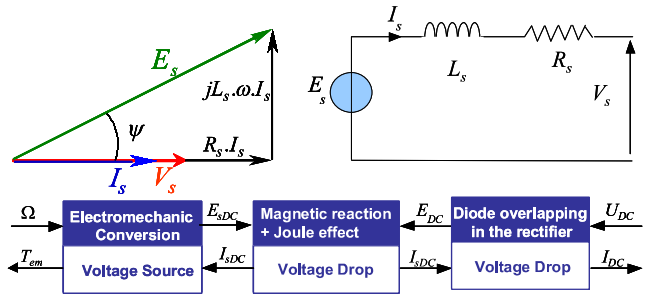 E_s
jL_s.ω.I_s
ψ
R_s.I_s
I_s
V_s
I_s
L_s
R_s
E_s
V_s
Ω
T_em
Electromechanic
Conversion
Voltage Source
E_sDC
I_sDC
Magnetic reaction
+ Joule effect
Voltage Drop
E_DC
I_sDC
Diode overlapping
in the rectifier
Voltage Drop
U_DC
I_DC